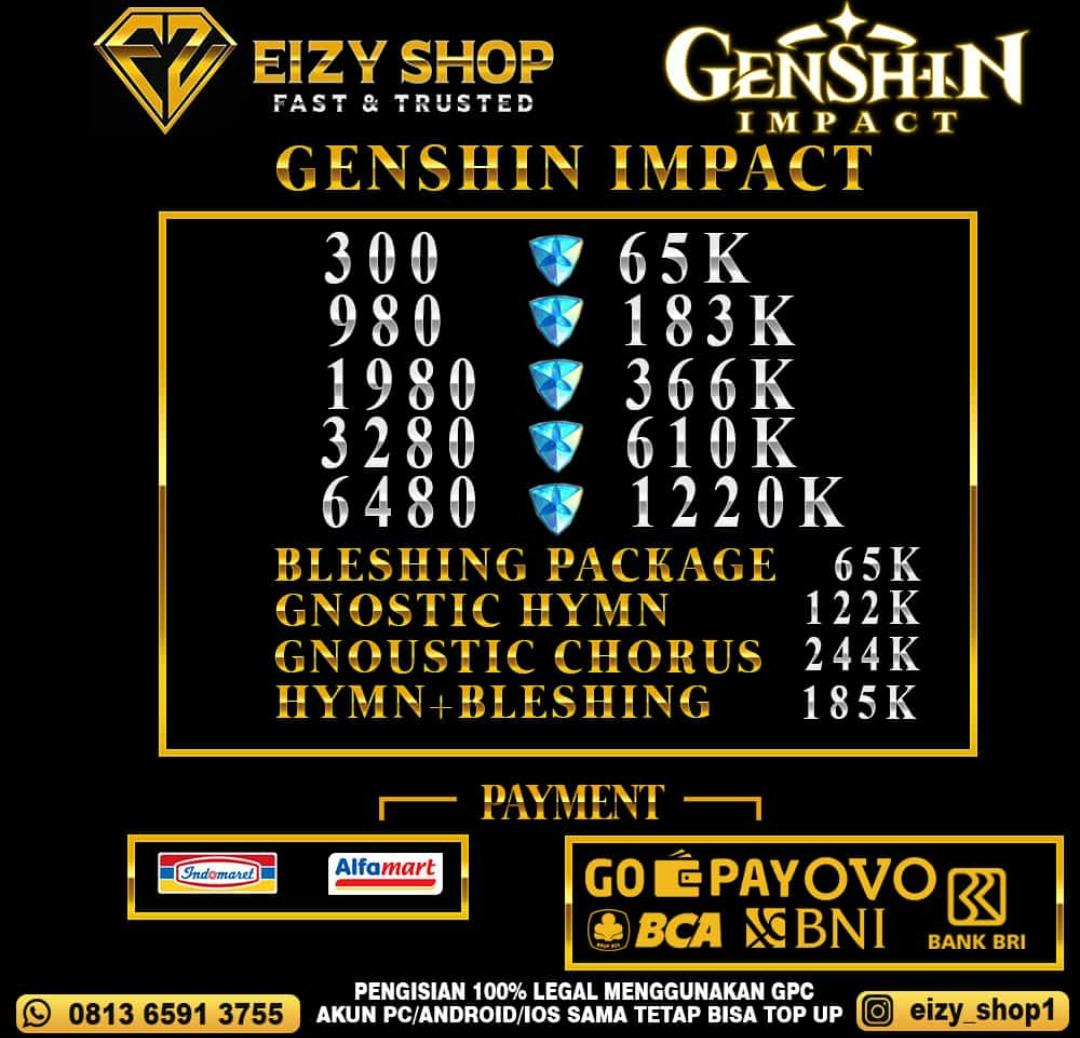 EZ
EIZY SHOP
FAST & TRUSTED
GENSHIN
IMPACT
GENSHIN IMPACT
300 65K
980 183K
1980 366K
3280 610K
6480 1220K
BLESHING PACKAGE 65K
GNOSTIC HYMN 122K
GNOUSTIC CHORUS 244K
HYMN+BLESHING 185K
PAYMENT
Indomaret Alfamart
GO PAY OVO
BCA BNI
BANK BRI
0813 6591 3755
PENGISIAN 100% LEGAL MENGGUNAKAN GPC
AKUN PC/ANDROID/IOS SAMA TETAP BISA TOP UP
eizy_shop1